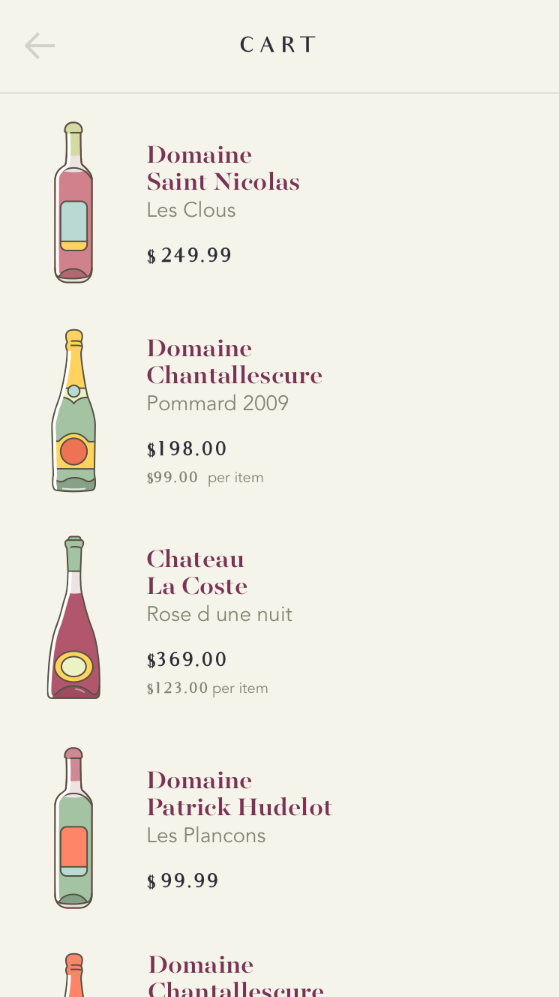 CART
Domaine
Saint Nicolas
Les Clous
$ 249.99
Domaine
Chantallescure
Pommard 2009
$198.00
$99.00 per item
Chateau
La Coste
Rose d une nuit
$369.00
$123.00 per item
Domaine
Patrick Hudelot
Les Plancons
$ 99.99
Domaine
Chantallescure